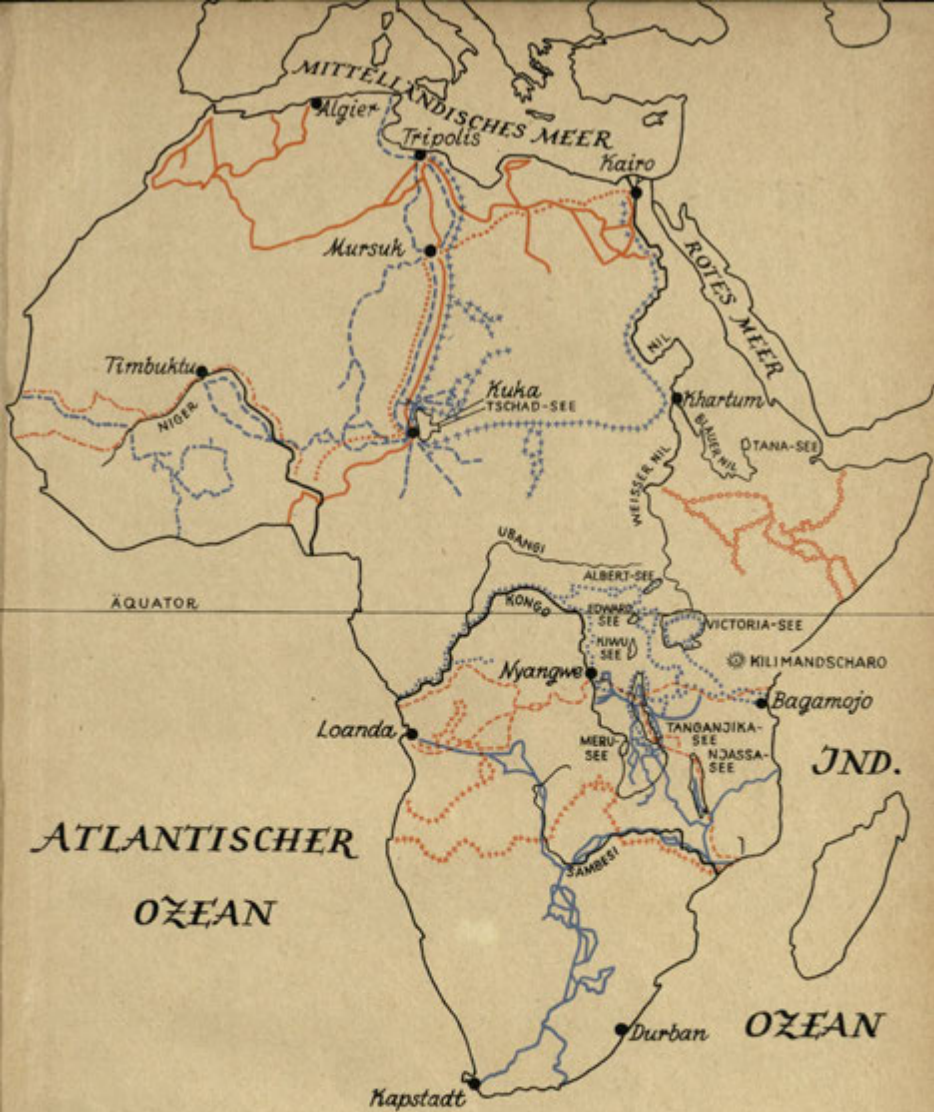 MITTELLÄNDISCHES MEER
Algier
Tripolis
Kairo
Mursuk
ROTES MEER
NIL
Timbuktu
NIGER
Kuka
TSCHAD-SEE
Khartum
BLAUER NIL
TANA-SEE
WEISSER NIL
UBANGI
ALBERT-SEE
ÄQUATOR
KONGO
EDWARD
SEE
VICTORIA-SEE
KIWU
SEE
KILIMANDSCHARO
Nyangwe
Bagamojo
Loanda
TANGANJIKA-
SEE
MERU-
SEE
NJASSA-
SEE
IND.
ATLANTISCHER
OZEAN
SAMBESI
OZEAN
Durban
Kapstadt